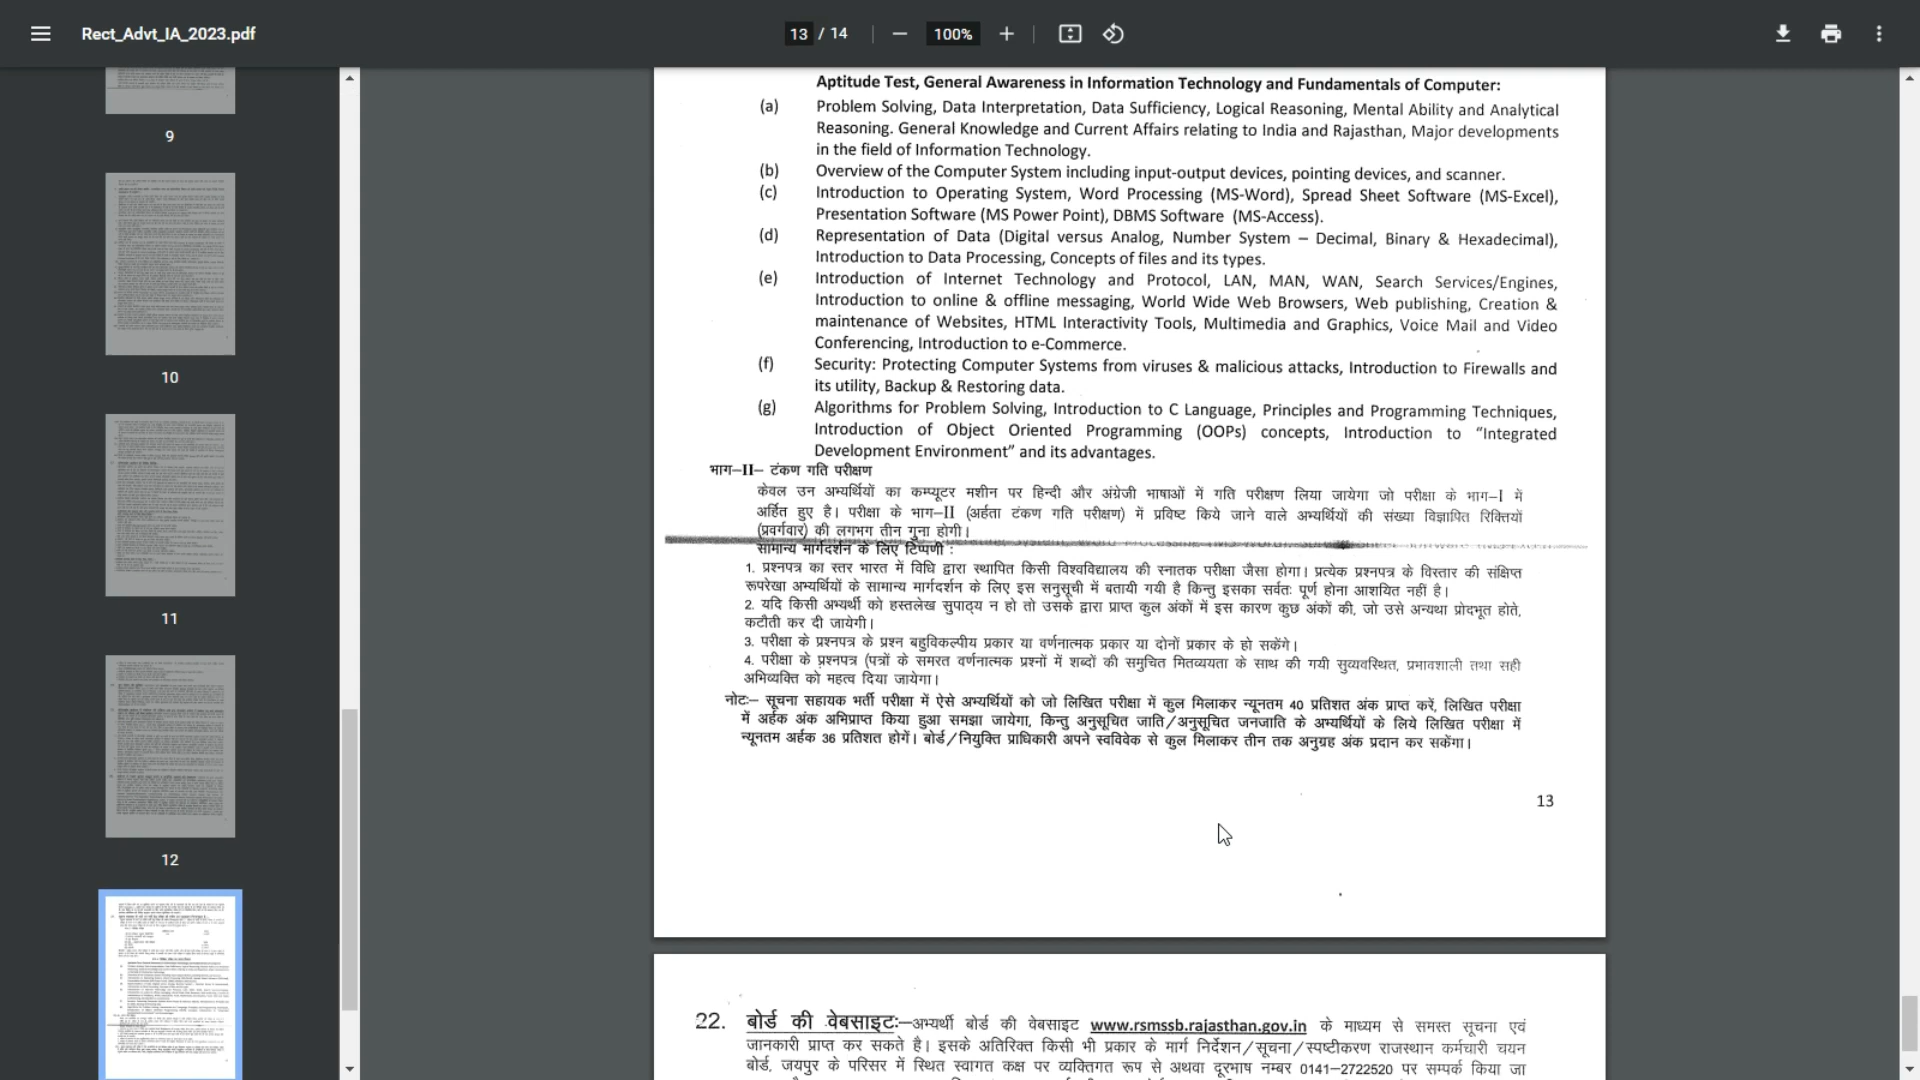 Rect_Advt_IA_2023.pdf
13 / 14
100%
9
10
11
12
Aptitude Test, General Awareness in Information Technology and Fundamentals of Computer:
(a) Problem Solving, Data Interpretation, Data Sufficiency, Logical Reasoning, Mental Ability and Analytical
Reasoning. General Knowledge and Current Affairs relating to India and Rajasthan, Major developments
in the field of Information Technology.
(b) Overview of the Computer System including input-output devices, pointing devices, and scanner.
(c) Introduction to Operating System, Word Processing (MS-Word), Spread Sheet Software (MS-Excel),
Presentation Software (MS Power Point), DBMS Software (MS-Access).
(d) Representation of Data (Digital versus Analog, Number System – Decimal, Binary & Hexadecimal),
Introduction to Data Processing, Concepts of files and its types.
(e) Introduction of Internet Technology and Protocol, LAN, MAN, WAN, Search Services/Engines,
Introduction to online & offline messaging, World Wide Web Browsers, Web publishing, Creation &
maintenance of Websites, HTML Interactivity Tools, Multimedia and Graphics, Voice Mail and Video
Conferencing, Introduction to e-Commerce.
(f) Security: Protecting Computer Systems from viruses & malicious attacks, Introduction to Firewalls and
its utility, Backup & Restoring data.
(g) Algorithms for Problem Solving, Introduction to C Language, Principles and Programming Techniques,
Introduction of Object Oriented Programming (OOPs) concepts, Introduction to “Integrated
Development Environment” and its advantages.
भाग–II– टंकण गति परीक्षण
केवल उन अभ्यर्थियों का कम्प्यूटर मशीन पर हिन्दी और अंग्रेजी भाषाओं में गति परीक्षण लिया जायेगा जो परीक्षा के भाग–I में
अर्हित हुए है। परीक्षा के भाग–II (अर्हता टंकण गति परीक्षण) में प्रविष्ट किये जाने वाले अभ्यर्थियों की संख्या विज्ञापित रिक्तियों
(प्रवर्गवार) की लगभग तीन गुना होगी।
सामान्य मार्गदर्शन के लिए टिप्पणी :
1. प्रश्नपत्र का स्तर भारत में विधि द्वारा स्थापित किसी विश्वविद्यालय की स्नातक परीक्षा जैसा होगा। प्रत्येक प्रश्नपत्र के विस्तार की संक्षिप्त
रूपरेखा अभ्यर्थियों के सामान्य मार्गदर्शन के लिए इस सनुसूची में बतायी गयी है किन्तु इसका सर्वतः पूर्ण होना आशयित नहीं है।
2. यदि किसी अभ्यर्थी को हस्तलेख सुपाठ्य न हो तो उसके द्वारा प्राप्त कुल अंकों में इस कारण कुछ अंकों की, जो उसे अन्यथा प्रोदभूत होते,
कटौती कर दी जायेगी।
3. परीक्षा के प्रश्नपत्र के प्रश्न बहुविकल्पीय प्रकार या वर्णनात्मक प्रकार या दोनों प्रकार के हो सकेंगे।
4. परीक्षा के प्रश्नपत्र (पत्रों के समरत वर्णनात्मक प्रश्नों में शब्दों की समुचित मितव्ययता के साथ की गयी सुव्यवस्थित, प्रभावशाली तथा सही
अभिव्यक्ति को महत्व दिया जायेगा।
नोटः– सूचना सहायक भर्ती परीक्षा में ऐसे अभ्यर्थियों को जो लिखित परीक्षा में कुल मिलाकर न्यूनतम 40 प्रतिशत अंक प्राप्त करें, लिखित परीक्षा
में अर्हक अंक अभिप्राप्त किया हुआ समझा जायेगा, किन्तु अनुसूचित जाति/अनुसूचित जनजाति के अभ्यर्थियों के लिये लिखित परीक्षा में
न्यूनतम अर्हक 36 प्रतिशत होगें। बोर्ड/नियुक्ति प्राधिकारी अपने स्वविवेक से कुल मिलाकर तीन तक अनुग्रह अंक प्रदान कर सकेंगा।
13
22. बोर्ड की वेबसाइटः–अभ्यर्थी बोर्ड की वेबसाइट www.rsmssb.rajasthan.gov.in के माध्यम से समस्त सूचना एवं
जानकारी प्राप्त कर सकते है। इसके अतिरिक्त किसी भी प्रकार के मार्ग निर्देशन/सूचना/स्पष्टीकरण राजस्थान कर्मचारी चयन
बोर्ड, जयपुर के परिसर में स्थित स्वागत कक्ष पर व्यक्तिगत रूप से अथवा दूरभाष नम्बर 0141–2722520 पर सम्पर्क किया जा